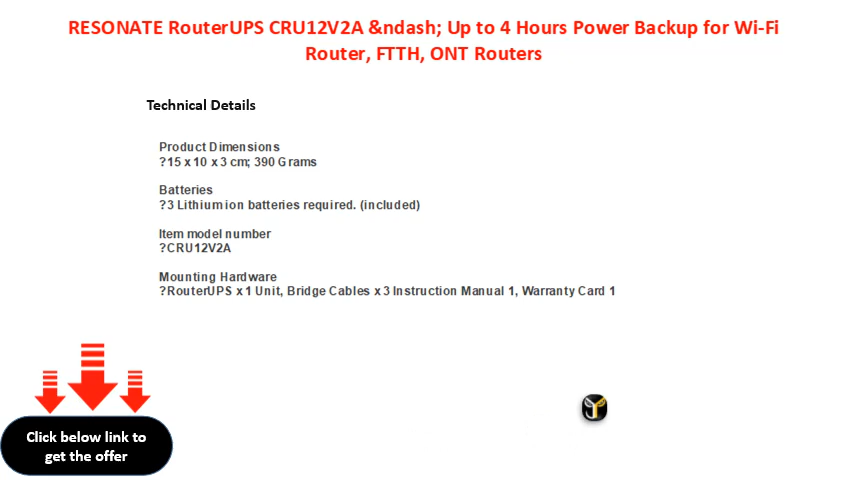 RESONATE RouterUPS CRU12V2A &ndash; Up to 4 Hours Power Backup for Wi-Fi
Router, FTTH, ONT Routers
Technical Details
Product Dimensions
?15 x 10 x 3 cm; 390 Grams
Batteries
?3 Lithium ion batteries required. (included)
Item model number
?CRU12V2A
Mounting Hardware
?RouterUPS x 1 Unit, Bridge Cables x 3 Instruction Manual 1, Warranty Card 1
Click below link to
get the offer